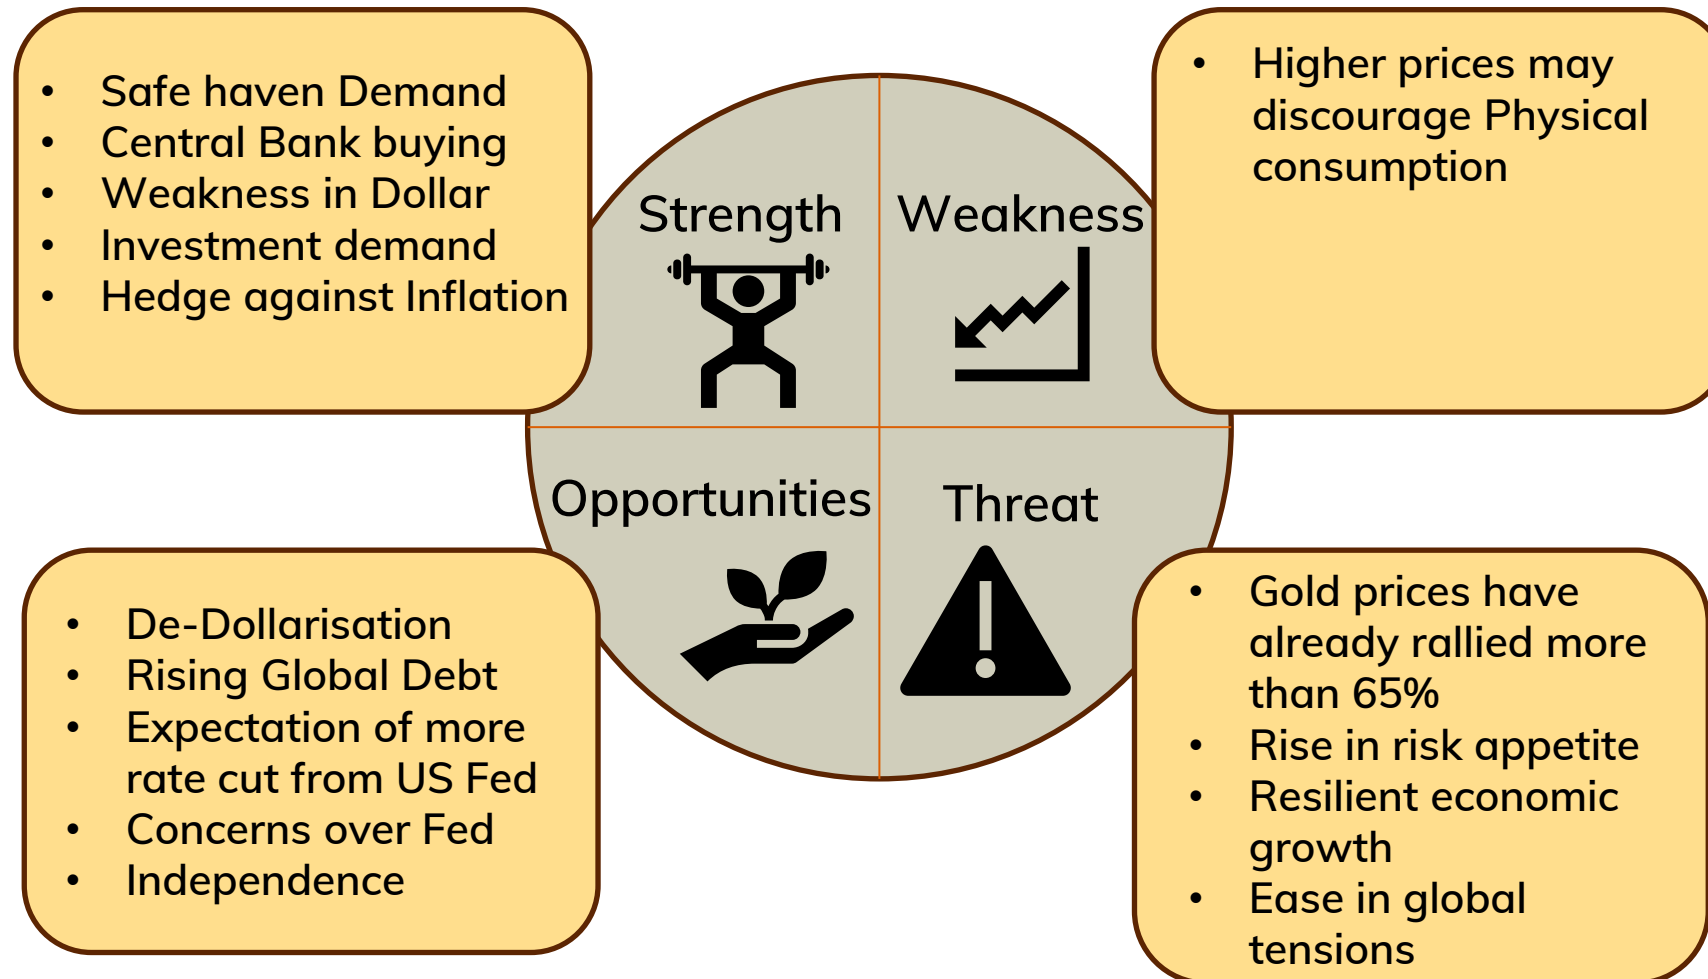 • Safe haven Demand
• Central Bank buying
• Weakness in Dollar
• Investment demand
• Hedge against Inflation
Strength
Weakness
• Higher prices may
discourage Physical
consumption
Opportunities
Threat
• De-Dollarisation
• Rising Global Debt
• Expectation of more
rate cut from US Fed
• Concerns over Fed
• Independence
• Gold prices have
already rallied more
than 65%
• Rise in risk appetite
• Resilient economic
growth
• Ease in global
tensions